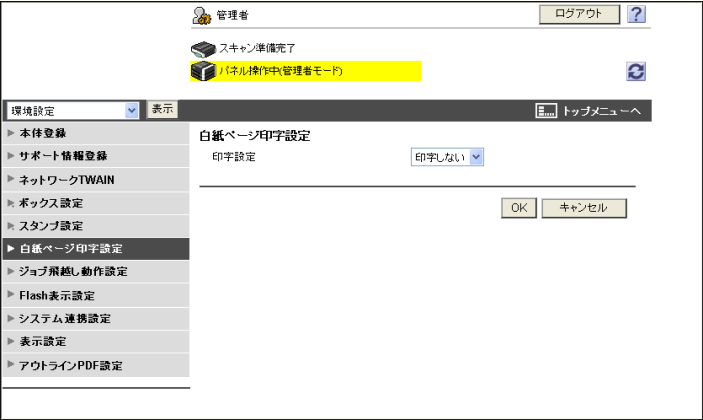 管理者
ログアウト
?
スキャン準備完了
パネル操作中(管理者モード)
環境設定
表示
トップメニューへ
本体登録
サポート情報登録
ネットワークTWAIN
ボックス設定
スタンプ設定
白紙ページ印字設定
ジョブ飛越し動作設定
Flash表示設定
システム連携設定
表示設定
アウトラインPDF設定
白紙ページ印字設定
印字設定
印字しない
OK
キャンセル